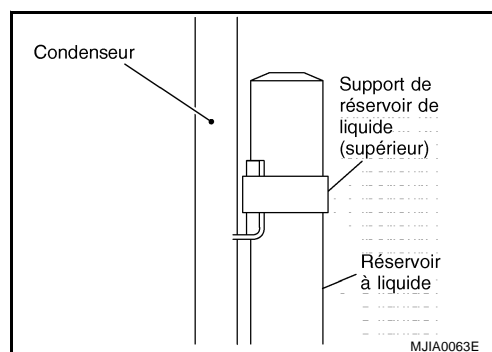 Condenseur
Support de
réservoir de
liquide
(supérieur)
Réservoir
à liquide
MJIA0063E